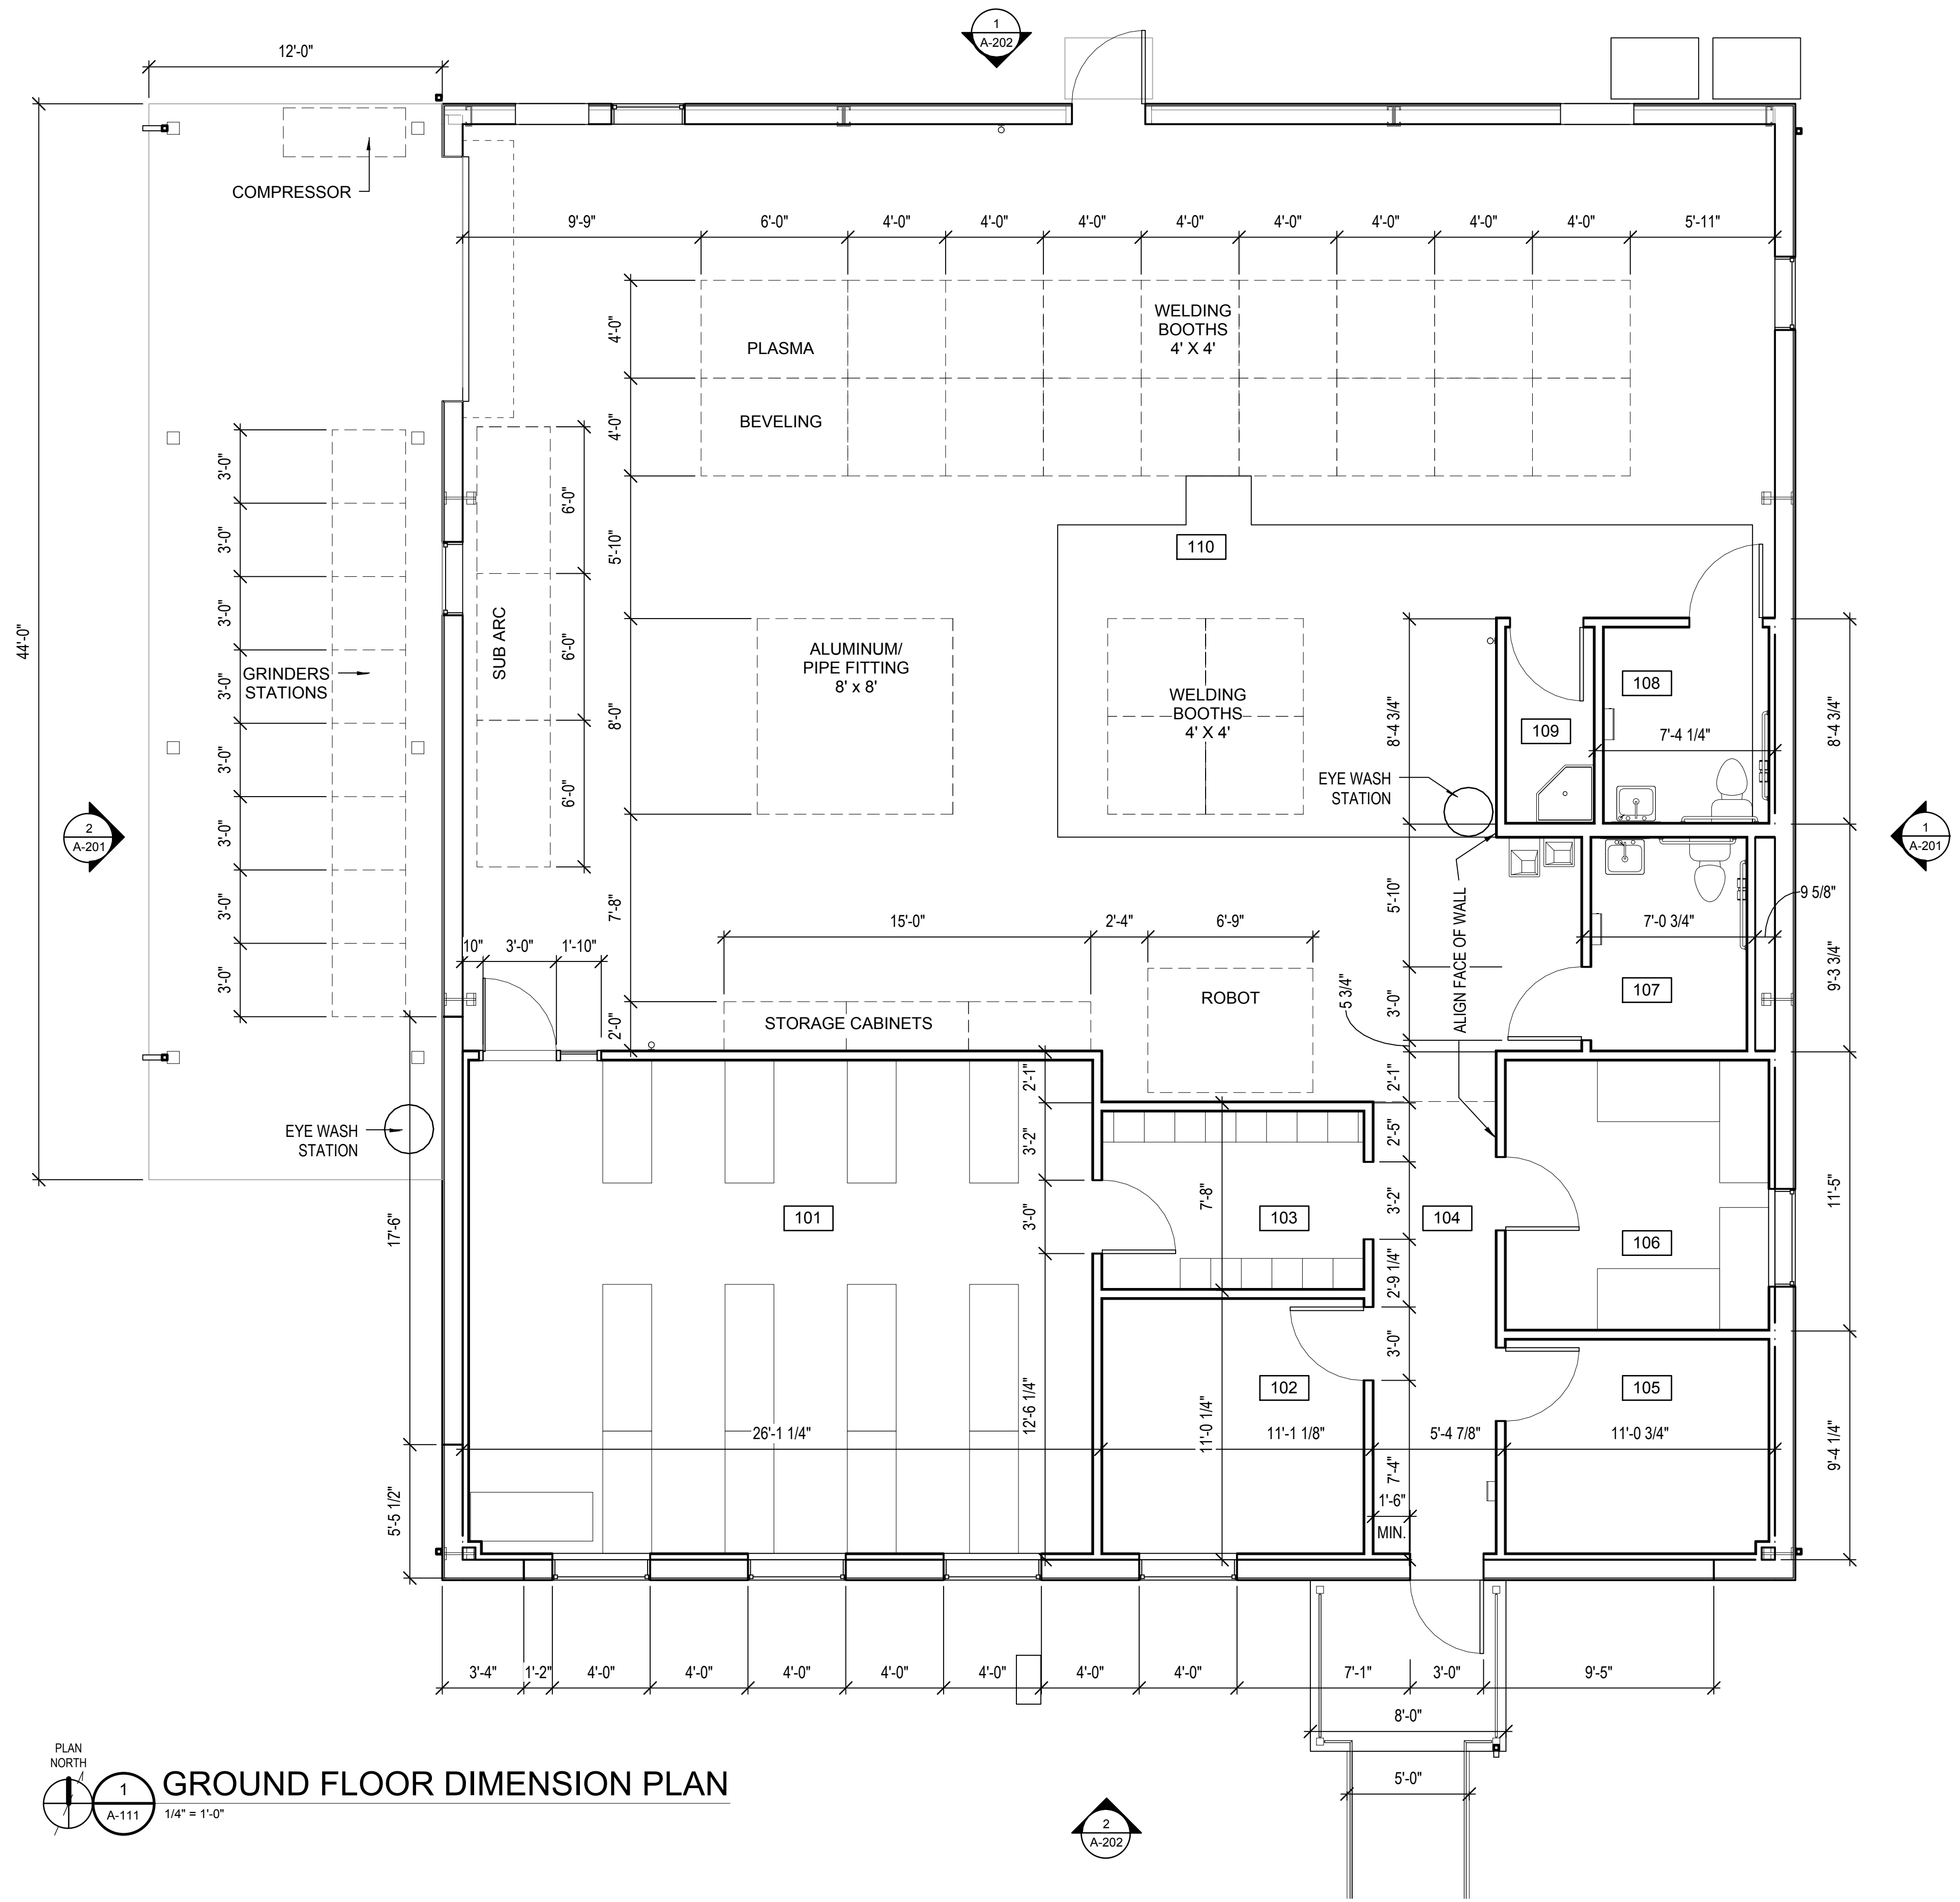 1
A-202
12'-0"
COMPRESSOR
9'-9"
6'-0"
4'-0"
4'-0"
4'-0"
4'-0"
4'-0"
4'-0"
4'-0"
4'-0"
5'-11"
4'-0"
PLASMA
WELDING
BOOTHS
4' X 4'
4'-0"
BEVELING
44'-0"
3'-0"
3'-0"
3'-0"
3'-0"
3'-0"
3'-0"
3'-0"
3'-0"
GRINDERS
STATIONS
SUB ARC
6'-0"
6'-0"
6'-0"
5'-10"
8'-0"
7'-8"
2'-0"
ALUMINUM/
PIPE FITTING
8' x 8'
110
WELDING
BOOTHS
4' X 4'
EYE WASH
STATION
8'-4 3/4"
109
108
7'-4 1/4"
8'-4 3/4"
2
A-201
1
A-201
10"
3'-0"
1'-10"
15'-0"
2'-4"
6'-9"
STORAGE CABINETS
ROBOT
5'-10"
3'-0"
5 3/4"
ALIGN FACE OF WALL
7'-0 3/4"
9 5/8"
107
9'-3 3/4"
EYE WASH
STATION
17'-6"
5'-5 1/2"
101
2'-1"
3'-2"
3'-0"
12'-6 1/4"
26'-1 1/4"
7'-8"
103
2'-1"
2'-5"
3'-2"
2'-9 1/4"
3'-0"
7'-4"
104
106
11'-5"
102
11'-0 1/4"
11'-1 1/8"
5'-4 7/8"
1'-6"
MIN.
105
11'-0 3/4"
9'-4 1/4"
3'-4"
1'-2"
4'-0"
4'-0"
4'-0"
4'-0"
4'-0"
4'-0"
4'-0"
7'-1"
3'-0"
9'-5"
8'-0"
5'-0"
PLAN
NORTH
1
A-111
GROUND FLOOR DIMENSION PLAN
1/4" = 1'-0"
2
A-202